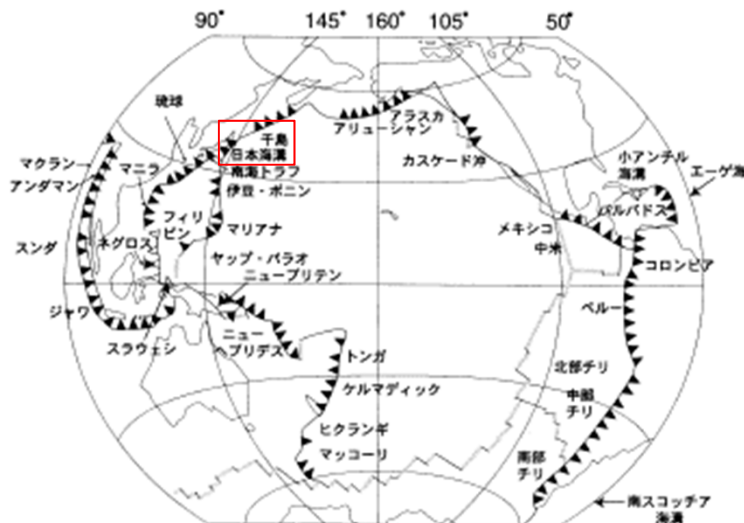 90° 145° 160° 105° 50°
琉球
千島
日本海溝
南海トラフ
伊豆・ボニン
アラスカ
アリューシャン
カスケード沖
マクラン
アンダマン
マニラ
小アンチル
海溝
エーゲ海
バルバドス
フィリ
ピン
マリアナ
メキシコ
中米
スンダ
ネグロス
ヤップ・パラオ
ニューブリテン
コロンビア
ジャワ
スラウェシ
ニュー
ヘブリデス
トンガ
ペルー
ケルマディック
北部チリ
中部
チリ
ヒクランギ
マッコーリ
南部
チリ
南スコッチア
海溝